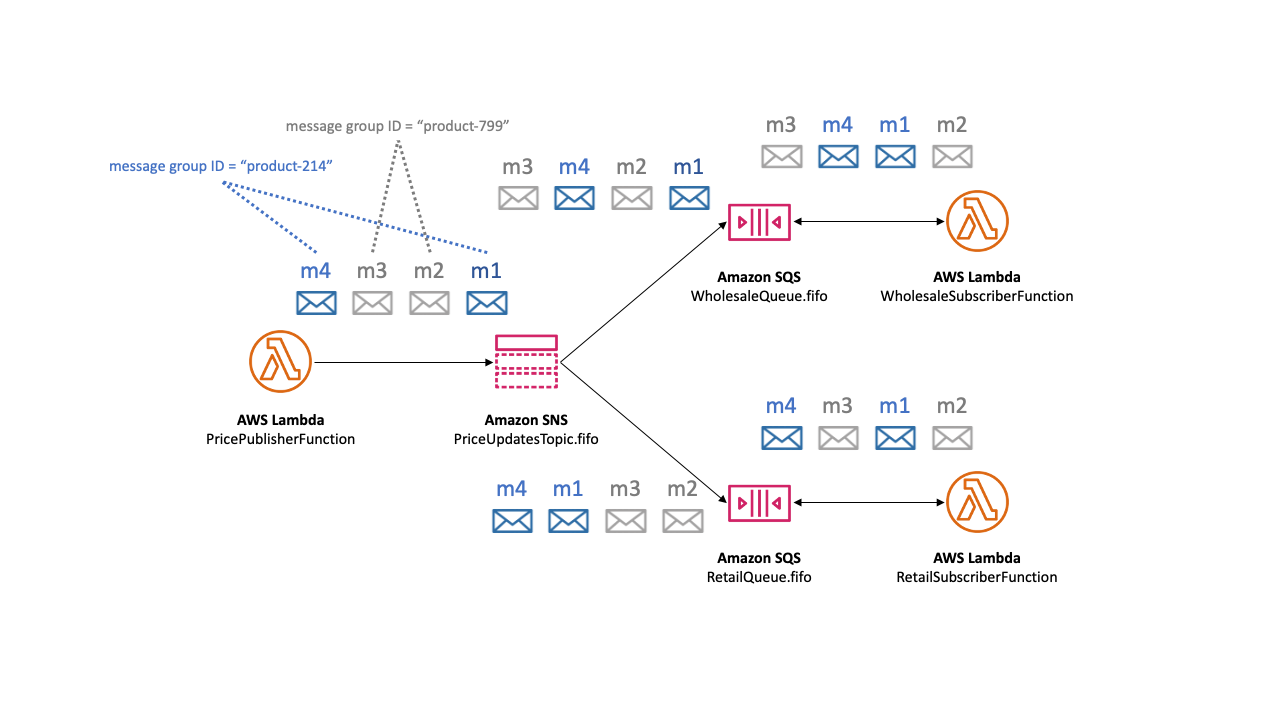 message group ID = “product-799”
message group ID = “product-214”
m4 m3 m2 m1
m3 m4 m2 m1
m3 m4 m1 m2
Amazon SQS
WholesaleQueue.fifo
AWS Lambda
WholesaleSubscriberFunction
AWS Lambda
PricePublisherFunction
Amazon SNS
PriceUpdatesTopic.fifo
m4 m1 m3 m2
m4 m3 m1 m2
Amazon SQS
RetailQueue.fifo
AWS Lambda
RetailSubscriberFunction